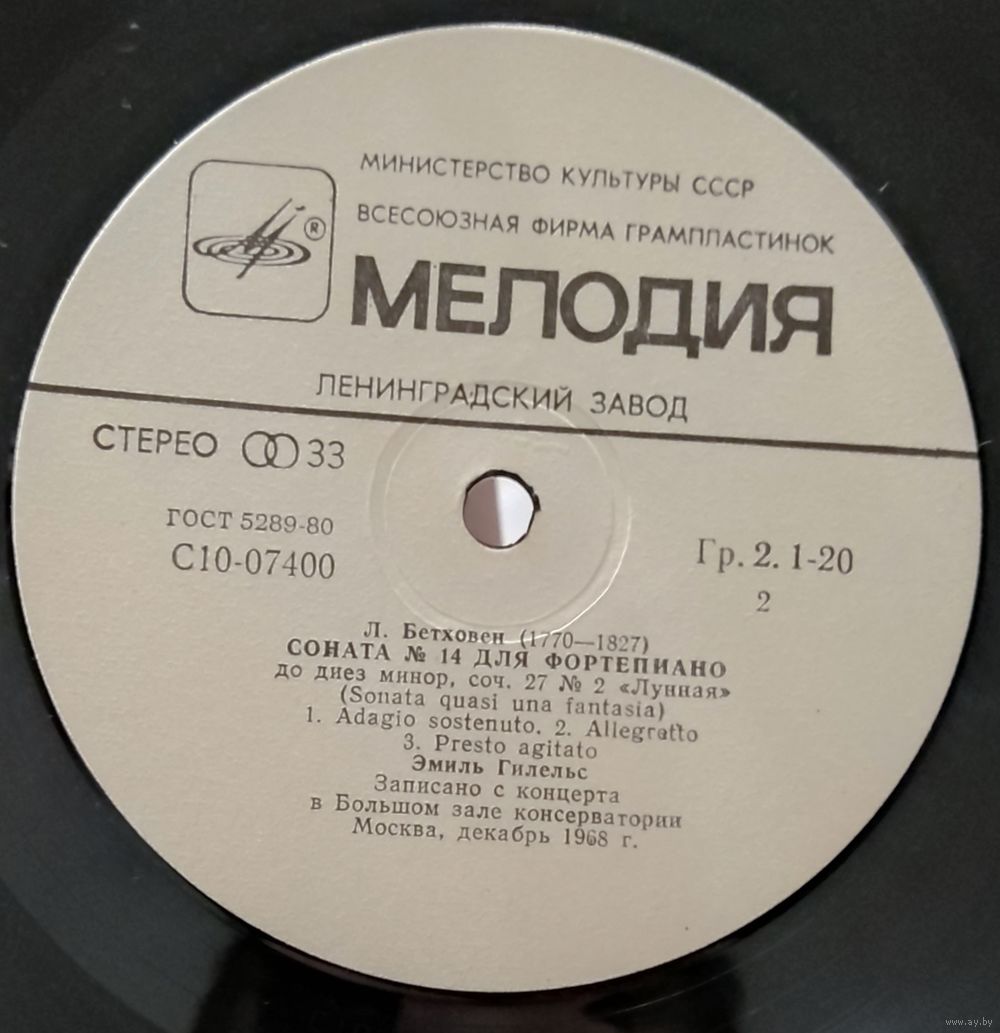 МИНИСТЕРСТВО КУЛЬТУРЫ СССР
ВСЕСОЮЗНАЯ ФИРМА ГРАМПЛАСТИНОК
®
МЕЛОДИЯ
ЛЕНИНГРАДСКИЙ ЗАВОД
СТЕРЕО 33
ГОСТ 5289-80
С10-07400
Гр. 2. 1-20
2
Л. Бетховен (1770—1827)
СОНАТА № 14 ДЛЯ ФОРТЕПИАНО
до диез минор, соч. 27 № 2 «Лунная»
(Sonata quasi una fantasia)
1. Adagio sostenuto. 2. Allegretto
3. Presto agitato
Эмиль Гилельс
Записано с концерта
в Большом зале консерватории
Москва, декабрь 1968 г.
www.ay.by